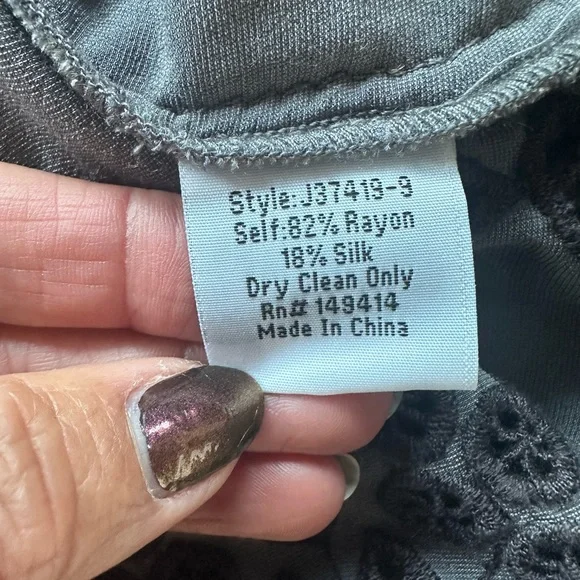 Style:J37419-9
Self:82% Rayon
18% Silk
Dry Clean Only
Rn# 149414
Made In China